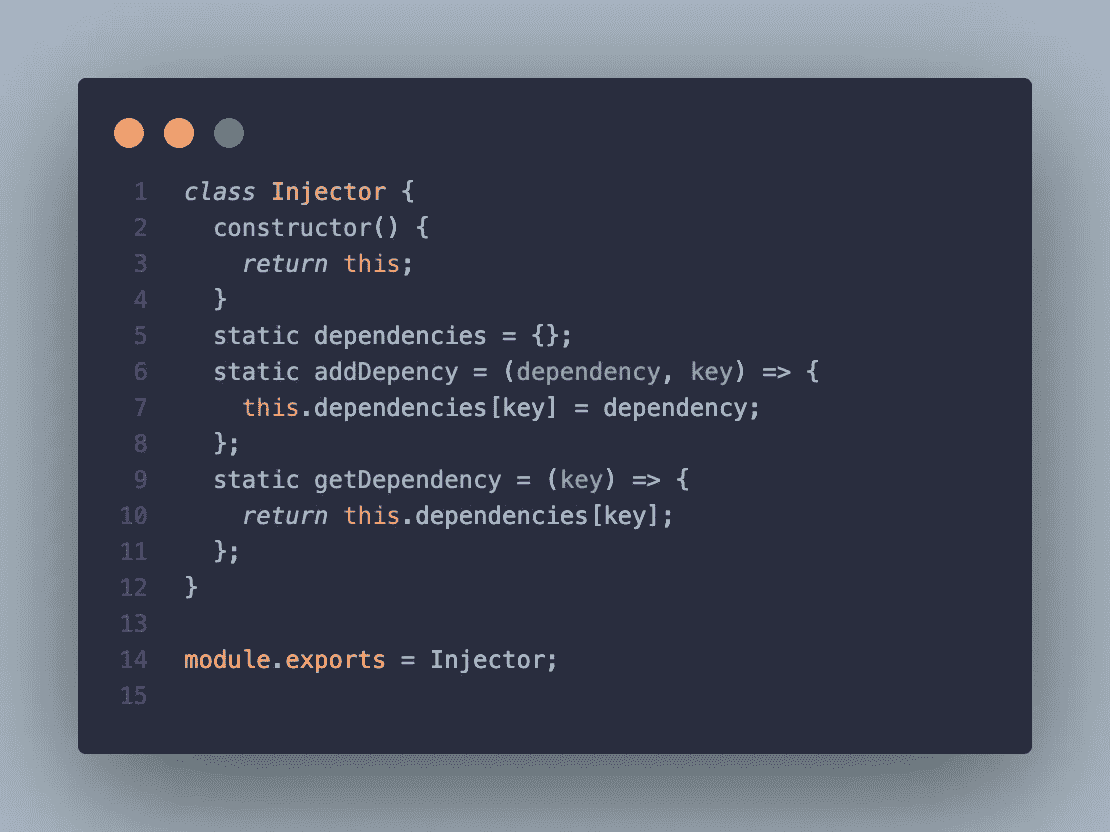 1 class Injector {
2   constructor() {
3     return this;
4   }
5   static dependencies = {};
6   static addDepency = (dependency, key) => {
7     this.dependencies[key] = dependency;
8   };
9   static getDependency = (key) => {
10     return this.dependencies[key];
11   };
12 }
13
14 module.exports = Injector;
15